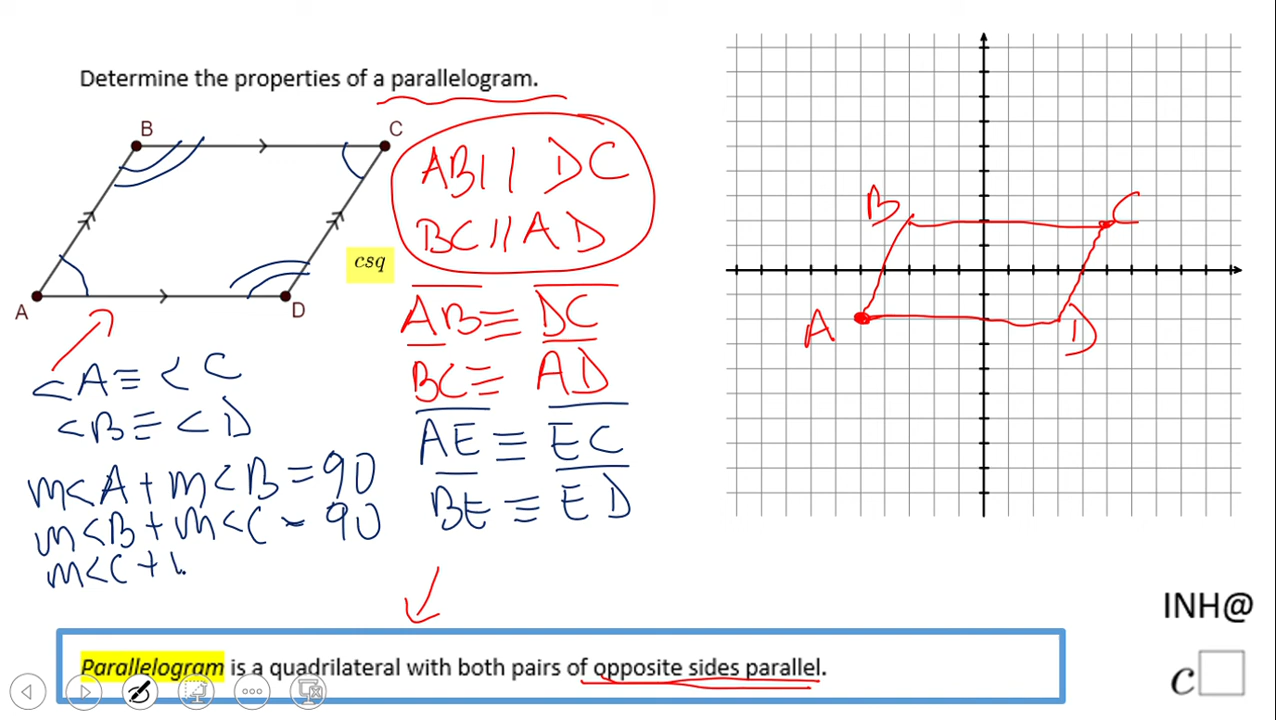 Determine the properties of a parallelogram.
B
C
A
D
csq
AB// DC
BC//AD
AB≡ DC
BC≡ AD
AE ≡ EC
BE ≡ ED
<A≡ <C
<B≡ <D
m<A+m<B=90
m<B+m<C-90
m<C+
B
C
A
D
Parallelogram is a quadrilateral with both pairs of opposite sides parallel.
INH@
c